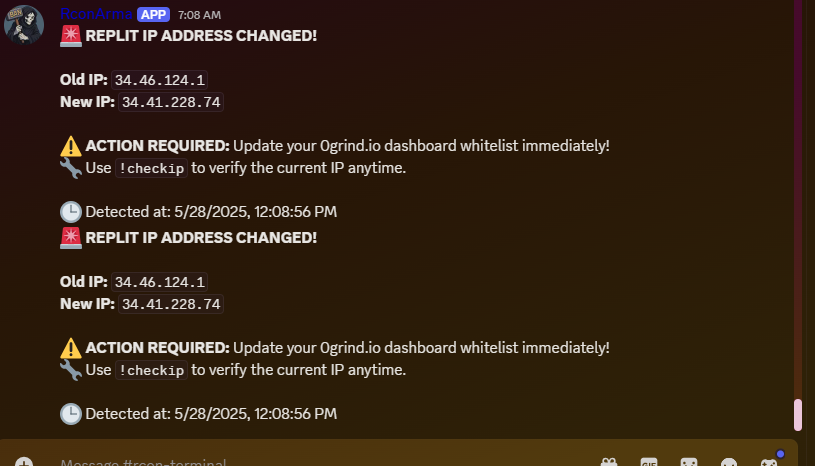 RconArma APP 7:08 AM
🚨 REPLIT IP ADDRESS CHANGED!
Old IP: 34.46.124.1
New IP: 34.41.228.74
⚠️ ACTION REQUIRED: Update your 0grind.io dashboard whitelist immediately!
🔧 Use !checkip to verify the current IP anytime.
🕒 Detected at: 5/28/2025, 12:08:56 PM
🚨 REPLIT IP ADDRESS CHANGED!
Old IP: 34.46.124.1
New IP: 34.41.228.74
⚠️ ACTION REQUIRED: Update your 0grind.io dashboard whitelist immediately!
🔧 Use !checkip to verify the current IP anytime.
🕒 Detected at: 5/28/2025, 12:08:56 PM
Message #rcon-terminal
GIF